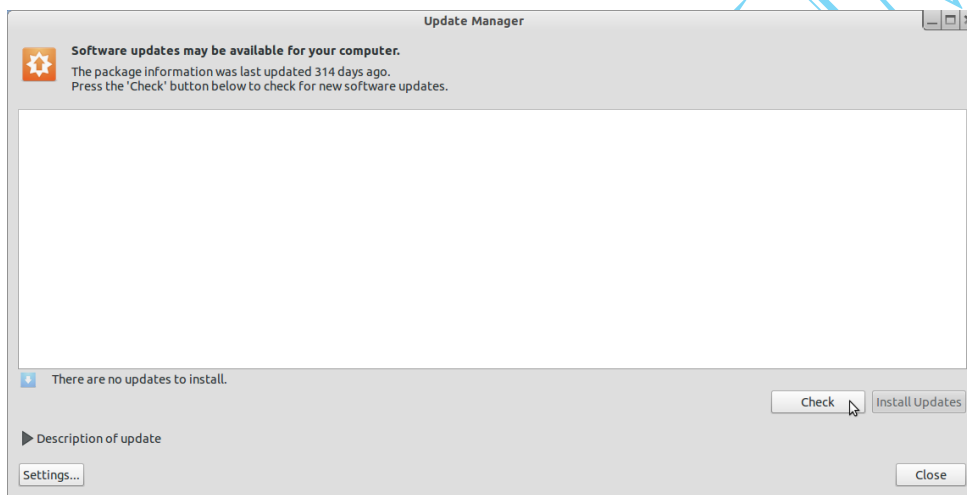 Update Manager
Software updates may be available for your computer.
The package information was last updated 314 days ago.
Press the 'Check' button below to check for new software updates.
There are no updates to install.
Check Install Updates
Description of update
Settings... Close